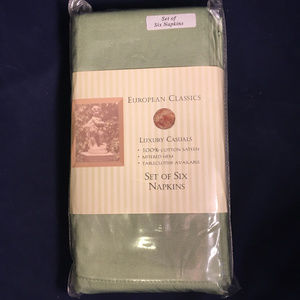 Set of
Six Napkins
EUROPEAN CLASSICS
LUXURY CASUALS
• 100% COTTON SATEEN
• MITERED HEM
• TABLECLOTHS AVAILABLE
SET OF SIX
NAPKINS